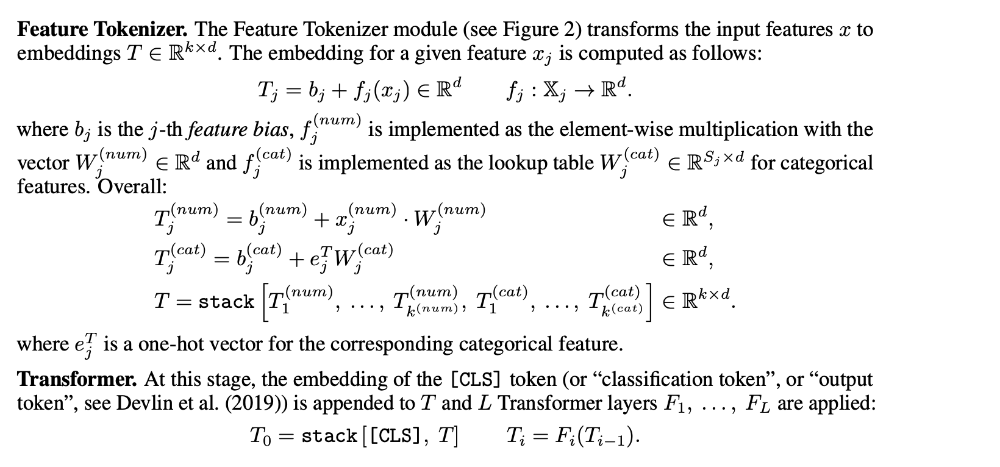 Feature Tokenizer. The Feature Tokenizer module (see Figure 2) transforms the input features $x$ to
embeddings $T \in \mathbb{R}^{k \times d}$. The embedding for a given feature $x_j$ is computed as follows:
$T_j = b_j + f_j(x_j) \in \mathbb{R}^d \qquad f_j : \mathbb{X}_j \to \mathbb{R}^d.$
where $b_j$ is the $j$-th feature bias, $f_j^{(num)}$ is implemented as the element-wise multiplication with the
vector $W_j^{(num)} \in \mathbb{R}^d$ and $f_j^{(cat)}$ is implemented as the lookup table $W_j^{(cat)} \in \mathbb{R}^{S_j \times d}$ for categorical
features. Overall:
$T_j^{(num)} = b_j^{(num)} + x_j^{(num)} \cdot W_j^{(num)} \qquad \in \mathbb{R}^d,$
$T_j^{(cat)} = b_j^{(cat)} + e_j^T W_j^{(cat)} \qquad \in \mathbb{R}^d,$
$T = \texttt{stack}\left[T_1^{(num)}, \ldots, T_{k^{(num)}}^{(num)}, T_1^{(cat)}, \ldots, T_{k^{(cat)}}^{(cat)}\right] \in \mathbb{R}^{k \times d}.$
where $e_j^T$ is a one-hot vector for the corresponding categorical feature.
Transformer. At this stage, the embedding of the [CLS] token (or “classification token”, or “output
token”, see Devlin et al. (2019)) is appended to $T$ and $L$ Transformer layers $F_1, \ldots, F_L$ are applied:
$T_0 = \texttt{stack}[\texttt{[CLS]}, T] \qquad T_i = F_i(T_{i-1}).$